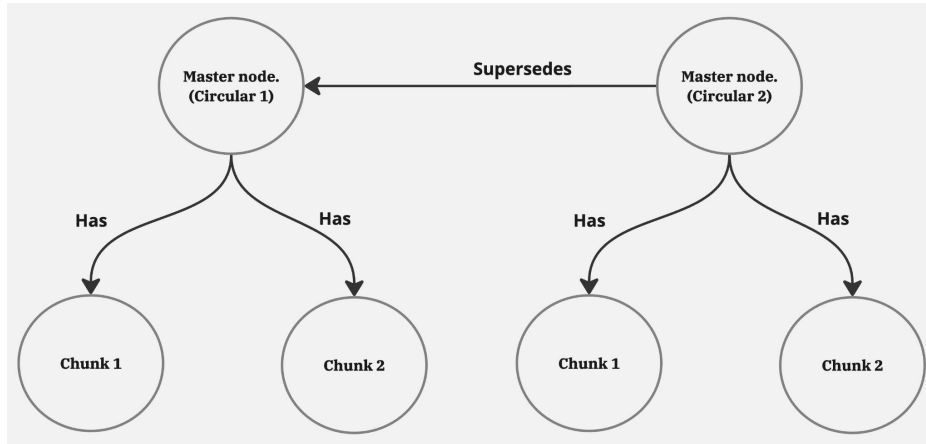 Supersedes
Master node.
(Circular 1)
Master node.
(Circular 2)
Has
Has
Has
Has
Chunk 1
Chunk 2
Chunk 1
Chunk 2